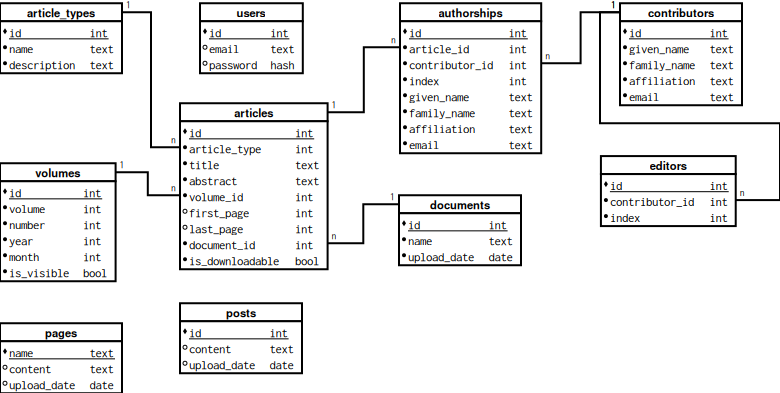 article_types
id int
name text
description text
1
users
id int
email text
password hash
authorships
id int
article_id int
contributor_id int
index int
given_name text
family_name text
affiliation text
email text
n
n
contributors
id int
given_name text
family_name text
affiliation text
email text
1
articles
id int
article_type int
title text
abstract text
volume_id int
first_page int
last_page int
document_id int
is_downloadable bool
1
n
n
n
volumes
id int
volume int
number int
year int
month int
is_visible bool
1
documents
id int
name text
upload_date date
1
editors
id int
contributor_id int
index int
n
pages
name text
content text
upload_date date
posts
id int
content text
upload_date date